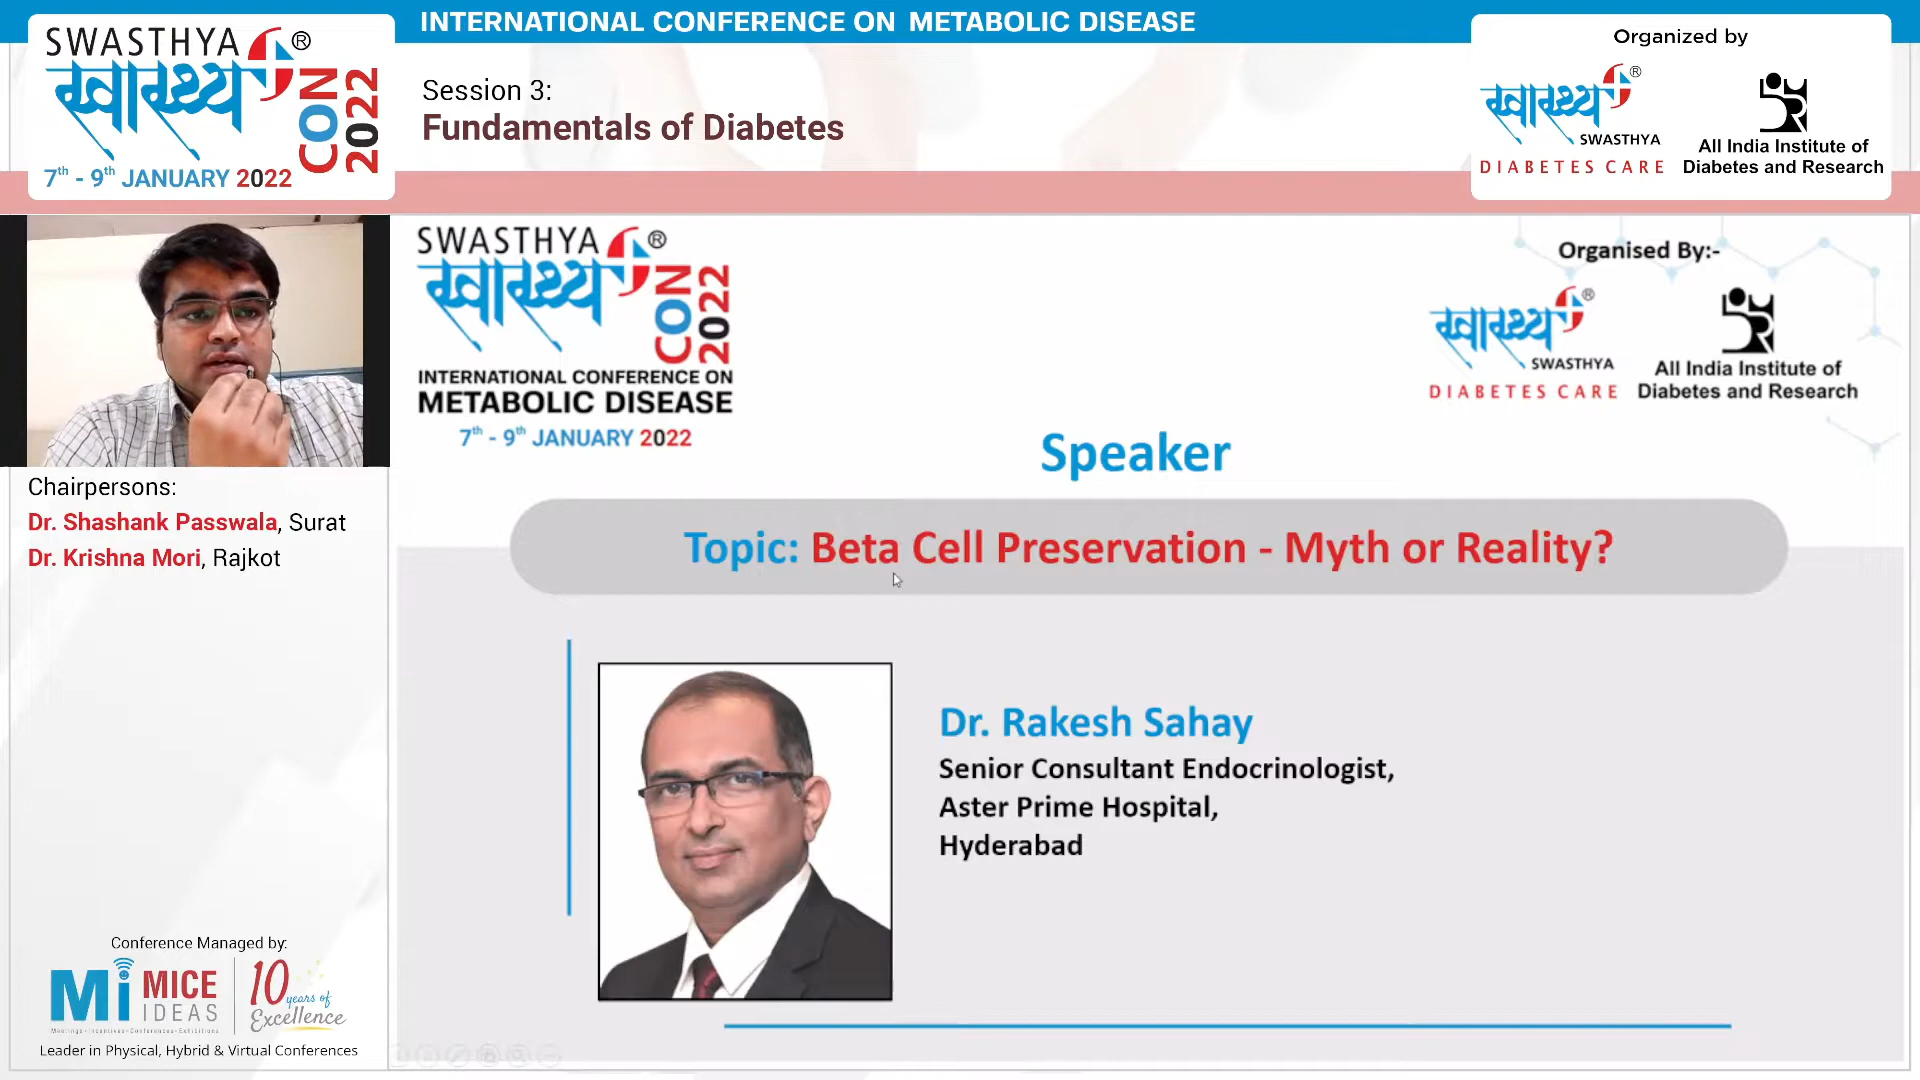 INTERNATIONAL CONFERENCE ON METABOLIC DISEASE
SWASTHYA ®
स्वास्थ्य
CON 2022
7th - 9th JANUARY 2022
Session 3:
Fundamentals of Diabetes
Organized by
स्वास्थ्य ®
SWASTHYA
DIABETES CARE
All India Institute of
Diabetes and Research
SWASTHYA ®
स्वास्थ्य
CON 2022
INTERNATIONAL CONFERENCE ON
METABOLIC DISEASE
7th - 9th JANUARY 2022
Organised By:-
स्वास्थ्य ®
SWASTHYA
DIABETES CARE
All India Institute of
Diabetes and Research
Speaker
Topic: Beta Cell Preservation - Myth or Reality?
Dr. Rakesh Sahay
Senior Consultant Endocrinologist,
Aster Prime Hospital,
Hyderabad
Chairpersons:
Dr. Shashank Passwala, Surat
Dr. Krishna Mori, Rajkot
Conference Managed by:
Mi MICE
IDEAS
Meetings-Incentives-Conferences-Exhibitions
10
years of
Excellence
Leader in Physical, Hybrid & Virtual Conferences